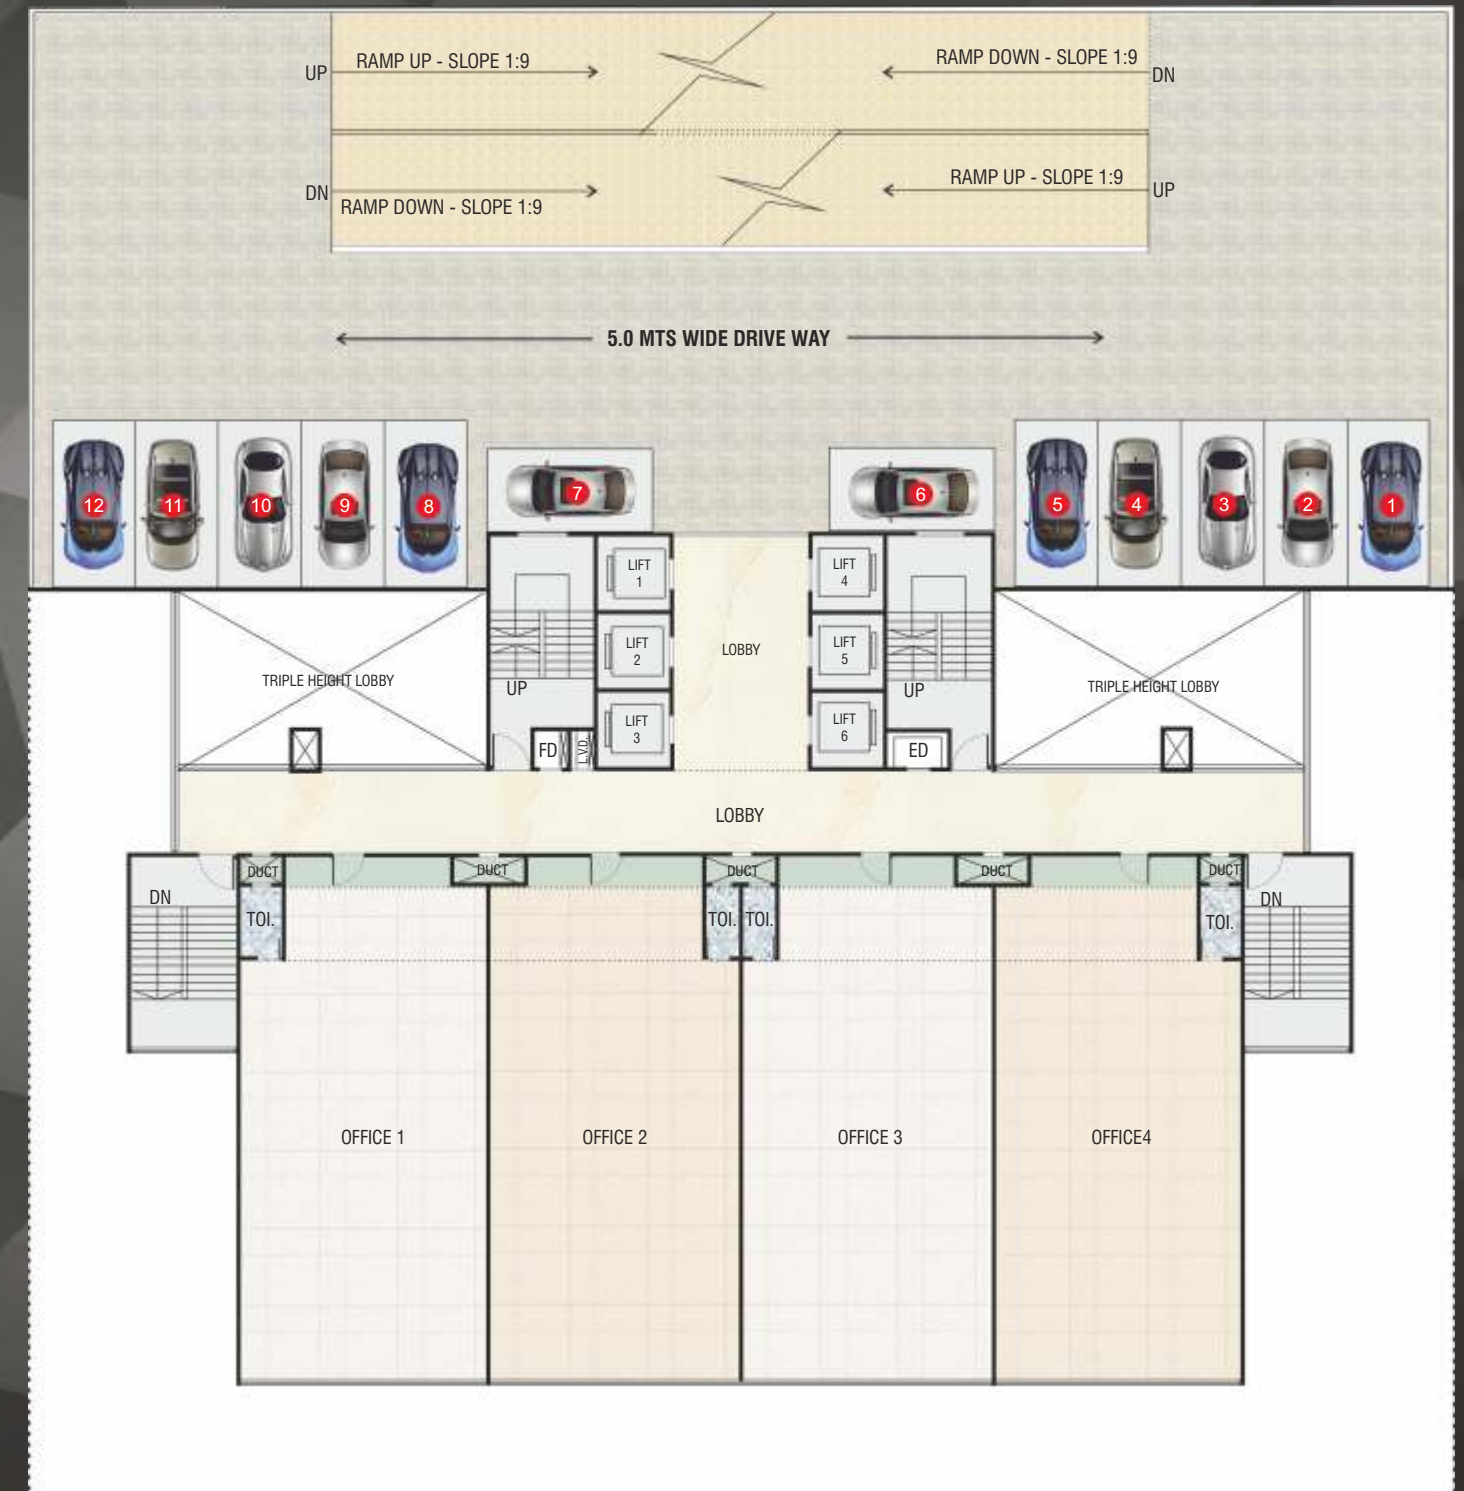 RAMP UP - SLOPE 1:9
RAMP DOWN - SLOPE 1:9
UP
DN
DN
RAMP DOWN - SLOPE 1:9
RAMP UP - SLOPE 1:9
UP
5.0 MTS WIDE DRIVE WAY
12
11
10
9
8
7
6
5
4
3
2
1
LIFT
1
LIFT
4
LIFT
2
LOBBY
LIFT
5
TRIPLE HEIGHT LOBBY
UP
UP
TRIPLE HEIGHT LOBBY
LIFT
3
LIFT
6
FD
L.V.D.
ED
LOBBY
DUCT
DUCT
DUCT
DUCT
DUCT
DN
TOI.
TOI.
TOI.
TOI.
DN
OFFICE 1
OFFICE 2
OFFICE 3
OFFICE4